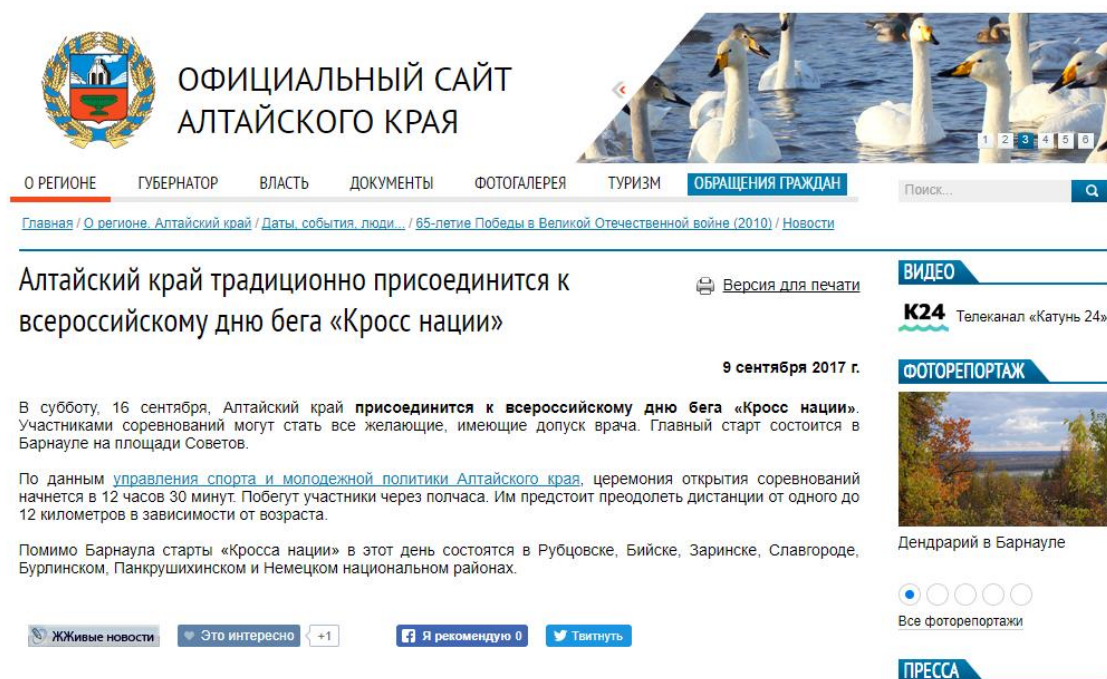 ОФИЦИАЛЬНЫЙ САЙТ
АЛТАЙСКОГО КРАЯ
1 2 3 4 5 6
О РЕГИОНЕ ГУБЕРНАТОР ВЛАСТЬ ДОКУМЕНТЫ ФОТОГАЛЕРЕЯ ТУРИЗМ ОБРАЩЕНИЯ ГРАЖДАН
Поиск...
Главная / О регионе. Алтайский край / Даты, события, люди... / 65-летие Победы в Великой Отечественной войне (2010) / Новости
Алтайский край традиционно присоединится к
всероссийскому дню бега «Кросс нации»
Версия для печати
9 сентября 2017 г.
В субботу, 16 сентября, Алтайский край присоединится к всероссийскому дню бега «Кросс нации».
Участниками соревнований могут стать все желающие, имеющие допуск врача. Главный старт состоится в
Барнауле на площади Советов.
По данным управления спорта и молодежной политики Алтайского края, церемония открытия соревнований
начнется в 12 часов 30 минут. Побегут участники через полчаса. Им предстоит преодолеть дистанции от одного до
12 километров в зависимости от возраста.
Помимо Барнаула старты «Кросса нации» в этот день состоятся в Рубцовске, Бийске, Заринске, Славгороде,
Бурлинском, Панкрушихинском и Немецком национальном районах.
ЖЖивые новости Это интересно +1 Я рекомендую 0 Твитнуть
ВИДЕО
К24 Телеканал «Катунь 24»
ФОТОРЕПОРТАЖ
Дендрарий в Барнауле
Все фоторепортажи
ПРЕССА